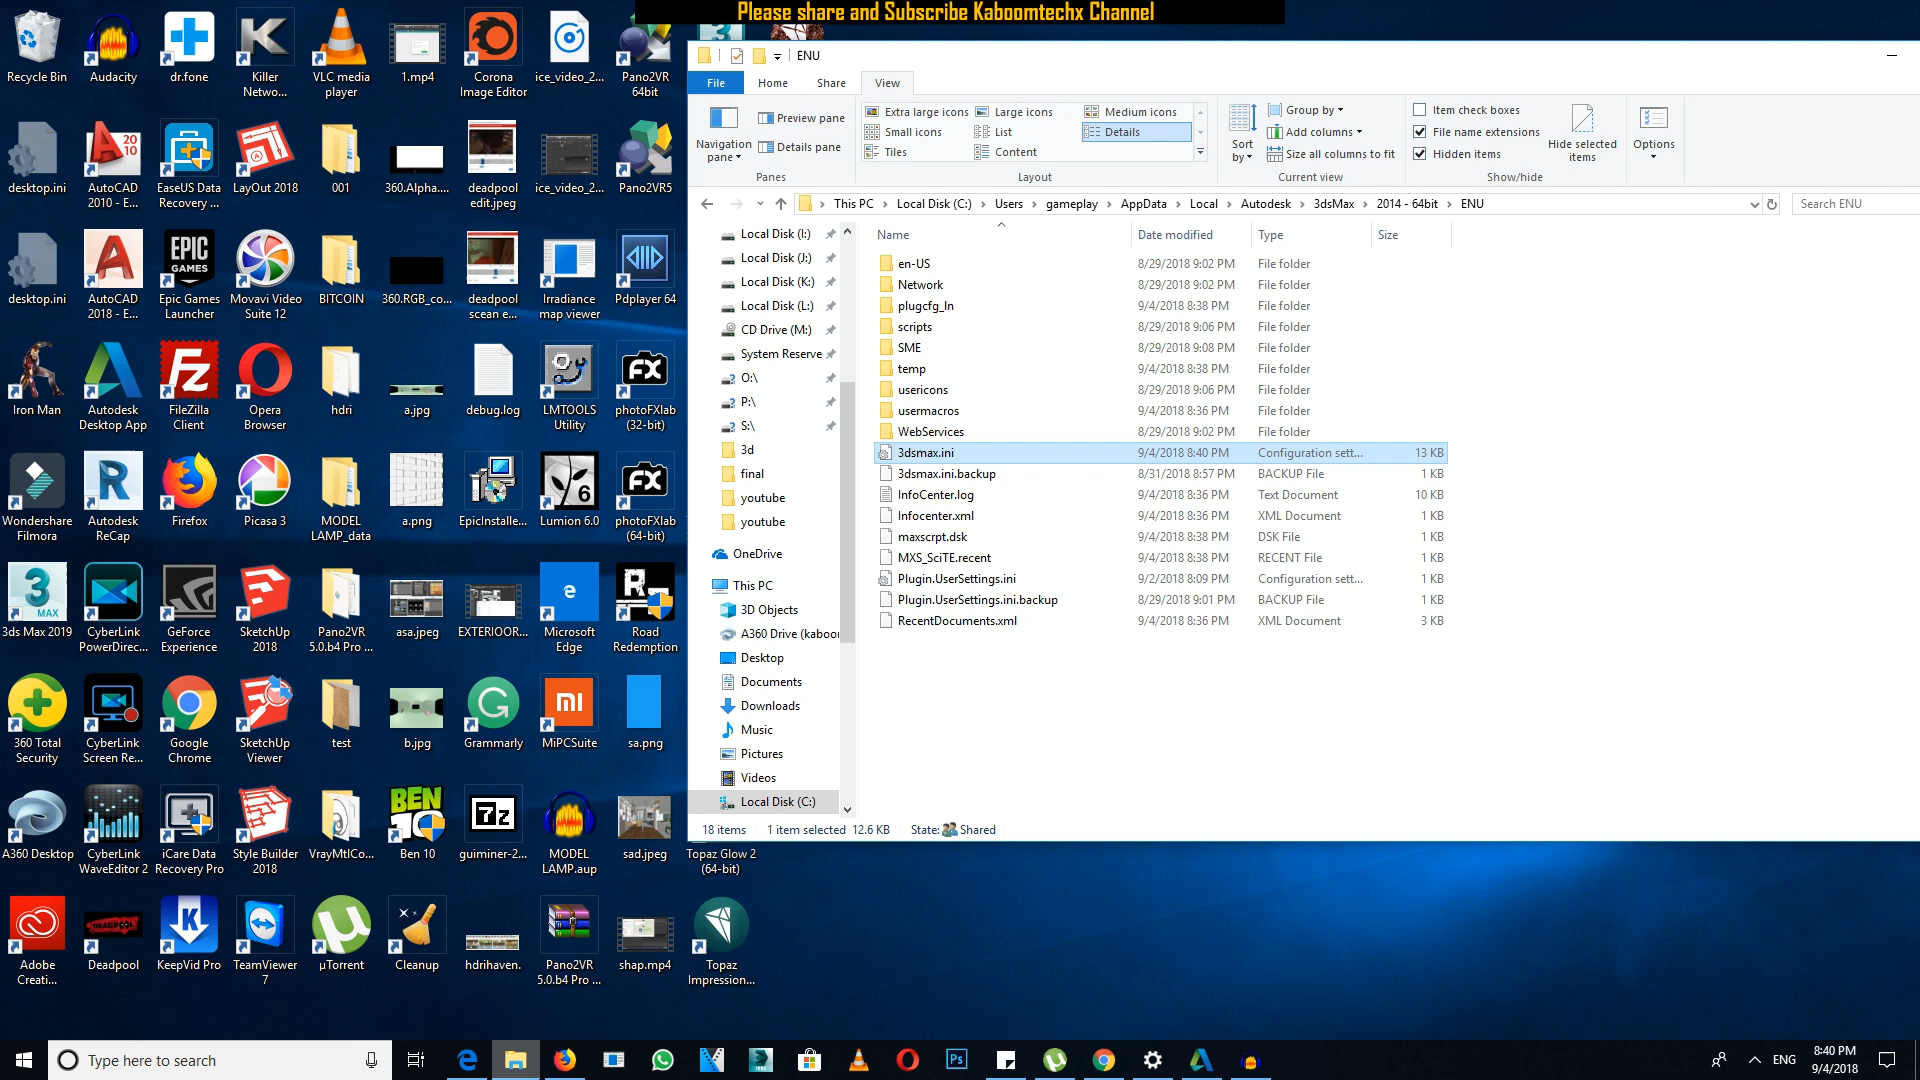 Please share and Subscribe Kaboomtechx Channel
Recycle Bin
Audacity
dr.fone
Killer
Netwo...
VLC media
player
1.mp4
Corona
Image Editor
ice_video_2...
Pano2VR
64bit
desktop.ini
AutoCAD
2010 - E...
EaseUS Data
Recovery ...
LayOut 2018
001
360.Alpha....
deadpool
edit.jpeg
ice_video_2...
Pano2VR5
desktop.ini
AutoCAD
2018 - E...
Epic Games
Launcher
Movavi Video
Suite 12
BITCOIN
360.RGB_co...
deadpool
scean e...
Irradiance
map viewer
Pdplayer 64
Iron Man
Autodesk
Desktop App
FileZilla
Client
Opera
Browser
hdri
a.jpg
debug.log
LMTOOLS
Utility
photoFXlab
(32-bit)
Wondershare
Filmora
Autodesk
ReCap
Firefox
Picasa 3
MODEL
LAMP_data
a.png
EpicInstalle...
Lumion 6.0
photoFXlab
(64-bit)
3ds Max 2019
CyberLink
PowerDirec...
GeForce
Experience
SketchUp
2018
Pano2VR
5.0.b4 Pro ...
asa.jpeg
EXTERIOOR...
Microsoft
Edge
Road
Redemption
360 Total
Security
CyberLink
Screen Re...
Google
Chrome
SketchUp
Viewer
test
b.jpg
Grammarly
MiPCSuite
sa.png
A360 Desktop
CyberLink
WaveEditor 2
iCare Data
Recovery Pro
Style Builder
2018
VrayMtlCo...
Ben 10
guiminer-2...
MODEL
LAMP.aup
sad.jpeg
Topaz Glow 2
(64-bit)
Adobe
Creati...
Deadpool
KeepVid Pro
TeamViewer
7
µTorrent
Cleanup
hdrihaven.
Pano2VR
5.0.b4 Pro ...
shap.mp4
Topaz
Impression...
ENU
File Home Share View
Navigation
pane
Preview pane
Details pane
Panes
Extra large icons Large icons Medium icons
Small icons List Details
Tiles Content
Layout
Sort
by
Group by
Add columns
Size all columns to fit
Current view
Item check boxes
File name extensions
Hidden items
Hide selected
items
Show/hide
Options
This PC Local Disk (C:) Users gameplay AppData Local Autodesk 3dsMax 2014 - 64bit ENU
Search ENU
Local Disk (I:)
Local Disk (J:)
Local Disk (K:)
Local Disk (L:)
CD Drive (M:)
System Reserve
O:\
P:\
S:\
3d
final
youtube
youtube
OneDrive
This PC
3D Objects
A360 Drive (kaboor
Desktop
Documents
Downloads
Music
Pictures
Videos
Local Disk (C:)
Name Date modified Type Size
en-US 8/29/2018 9:02 PM File folder
Network 8/29/2018 9:02 PM File folder
plugcfg_ln 9/4/2018 8:38 PM File folder
scripts 8/29/2018 9:06 PM File folder
SME 8/29/2018 9:08 PM File folder
temp 9/4/2018 8:38 PM File folder
usericons 8/29/2018 9:06 PM File folder
usermacros 9/4/2018 8:36 PM File folder
WebServices 8/29/2018 9:02 PM File folder
3dsmax.ini 9/4/2018 8:40 PM Configuration sett... 13 KB
3dsmax.ini.backup 8/31/2018 8:57 PM BACKUP File 1 KB
InfoCenter.log 9/4/2018 8:36 PM Text Document 10 KB
Infocenter.xml 9/4/2018 8:36 PM XML Document 1 KB
maxscrpt.dsk 9/4/2018 8:38 PM DSK File 1 KB
MXS_SciTE.recent 9/4/2018 8:38 PM RECENT File 1 KB
Plugin.UserSettings.ini 9/2/2018 8:09 PM Configuration sett... 1 KB
Plugin.UserSettings.ini.backup 8/29/2018 9:01 PM BACKUP File 1 KB
RecentDocuments.xml 9/4/2018 8:36 PM XML Document 3 KB
18 items 1 item selected 12.6 KB State: Shared
Type here to search
ENG
8:40 PM
9/4/2018